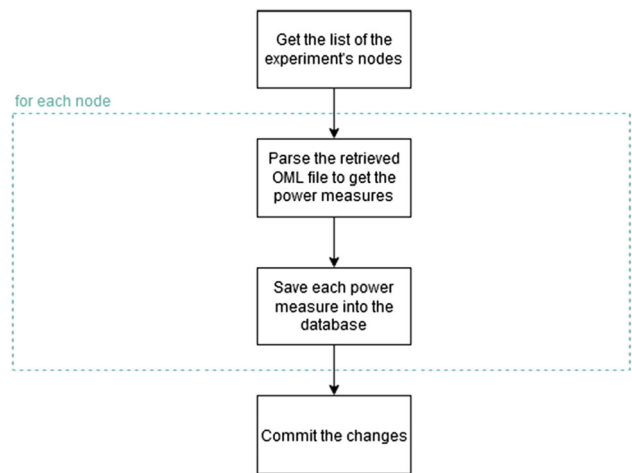 Get the list of the
experiment's nodes
for each node
Parse the retrieved
OML file to get the
power measures
Save each power
measure into the
database
Commit the changes